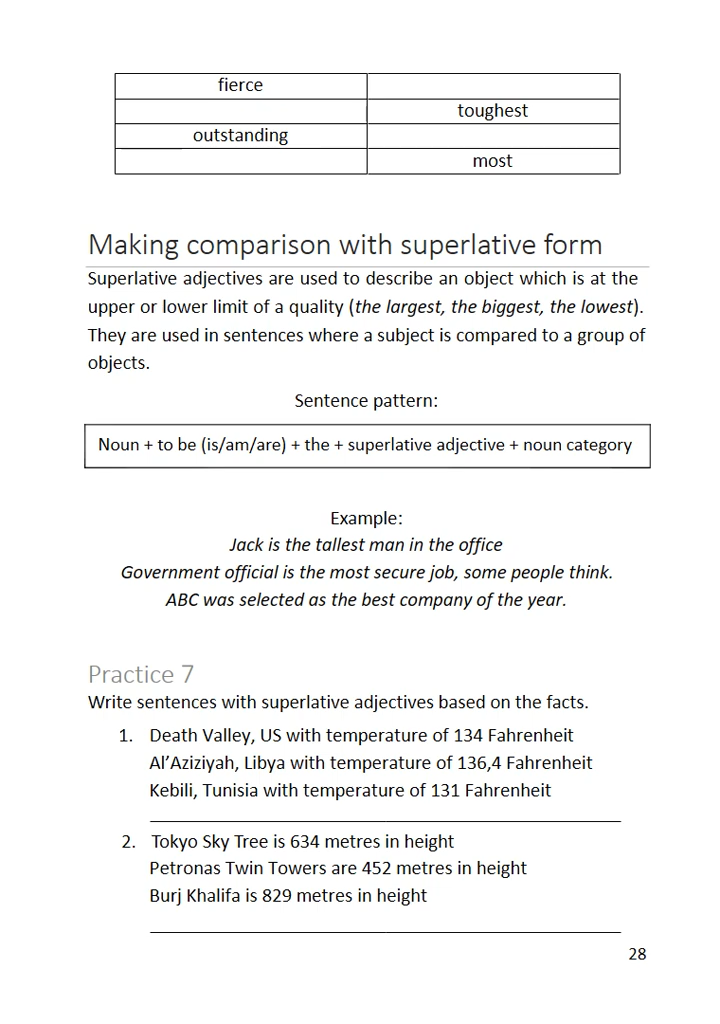 fierce
toughest
outstanding
most
Making comparison with superlative form
Superlative adjectives are used to describe an object which is at the
upper or lower limit of a quality (the largest, the biggest, the lowest).
They are used in sentences where a subject is compared to a group of
objects.
Sentence pattern:
Noun + to be (is/am/are) + the + superlative adjective + noun category
Example:
Jack is the tallest man in the office
Government official is the most secure job, some people think.
ABC was selected as the best company of the year.
Practice 7
Write sentences with superlative adjectives based on the facts.
1. Death Valley, US with temperature of 134 Fahrenheit
Al’Aziziyah, Libya with temperature of 136,4 Fahrenheit
Kebili, Tunisia with temperature of 131 Fahrenheit
2. Tokyo Sky Tree is 634 metres in height
Petronas Twin Towers are 452 metres in height
Burj Khalifa is 829 metres in height
28